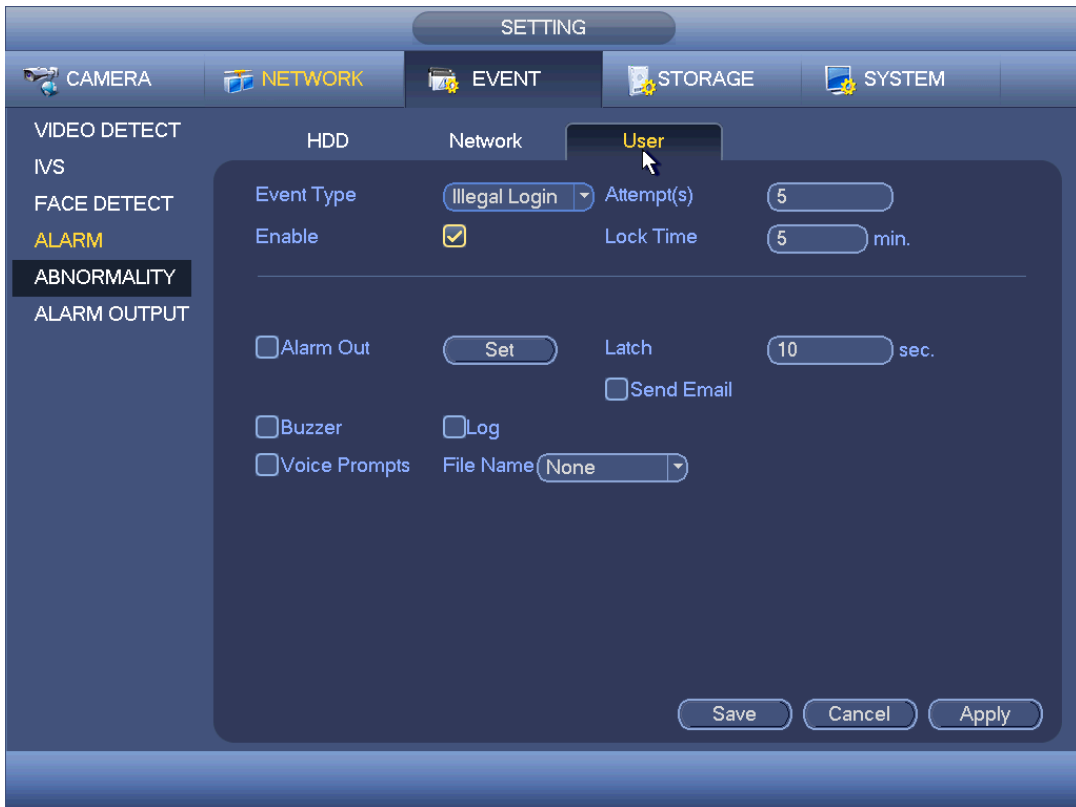 SETTING
CAMERA NETWORK EVENT STORAGE SYSTEM
VIDEO DETECT
IVS
FACE DETECT
ALARM
ABNORMALITY
ALARM OUTPUT
HDD Network User
Event Type Illegal Login Attempt(s) 5
Enable Lock Time 5 min.
Alarm Out Set Latch 10 sec.
Send Email
Buzzer Log
Voice Prompts File Name None
Save Cancel Apply